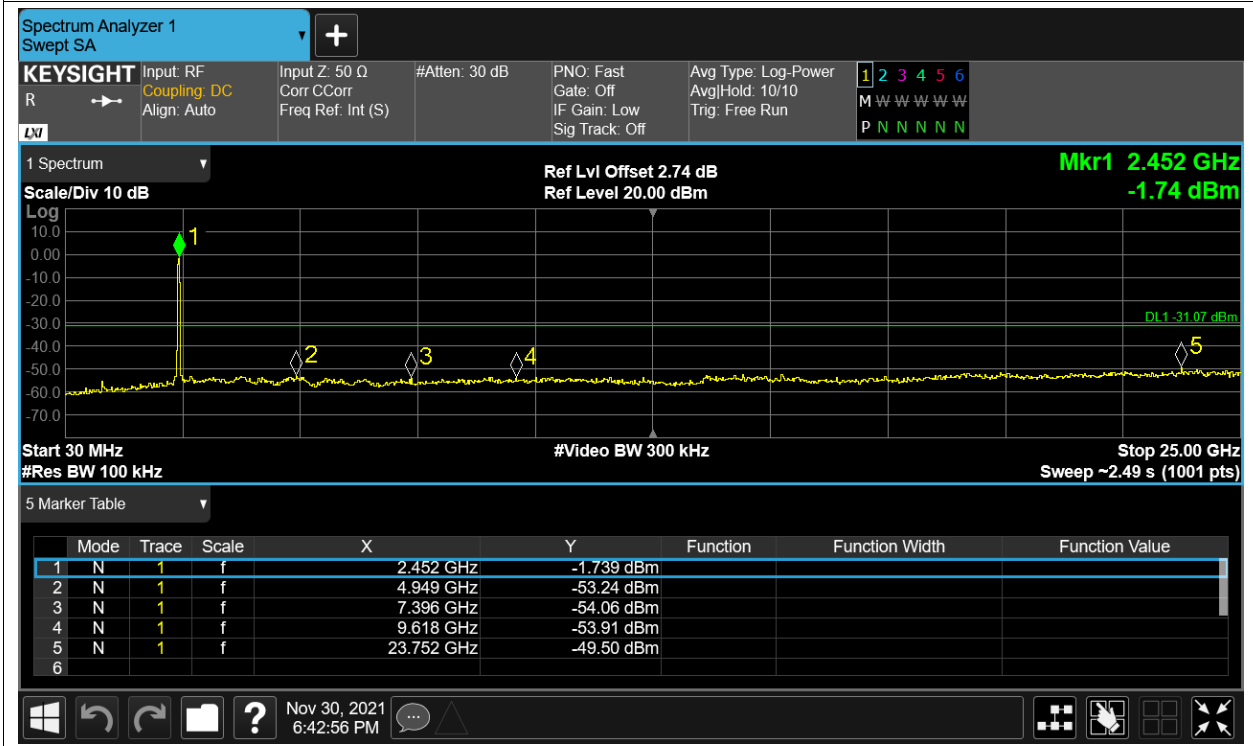 Spectrum Analyzer 1
Swept SA
KEYSIGHT
R
LXI
Input: RF
Coupling: DC
Align: Auto
Input Z: 50 Ω
Corr CCorr
Freq Ref: Int (S)
#Atten: 30 dB
PNO: Fast
Gate: Off
IF Gain: Low
Sig Track: Off
Avg Type: Log-Power
Avg|Hold: 10/10
Trig: Free Run
1 2 3 4 5 6
M W W W W W
P N N N N N
1 Spectrum
Scale/Div 10 dB
Ref Lvl Offset 2.74 dB
Ref Level 20.00 dBm
Mkr1 2.452 GHz
-1.74 dBm
Log
10.0
0.00
-10.0
-20.0
-30.0
-40.0
-50.0
-60.0
-70.0
1
2
3
4
5
DL1 -31.07 dBm
Start 30 MHz
#Res BW 100 kHz
#Video BW 300 kHz
Stop 25.00 GHz
Sweep ~2.49 s (1001 pts)
5 Marker Table
Mode Trace Scale X Y Function Function Width Function Value
1 N 1 f 2.452 GHz -1.739 dBm
2 N 1 f 4.949 GHz -53.24 dBm
3 N 1 f 7.396 GHz -54.06 dBm
4 N 1 f 9.618 GHz -53.91 dBm
5 N 1 f 23.752 GHz -49.50 dBm
6
?
Nov 30, 2021
6:42:56 PM